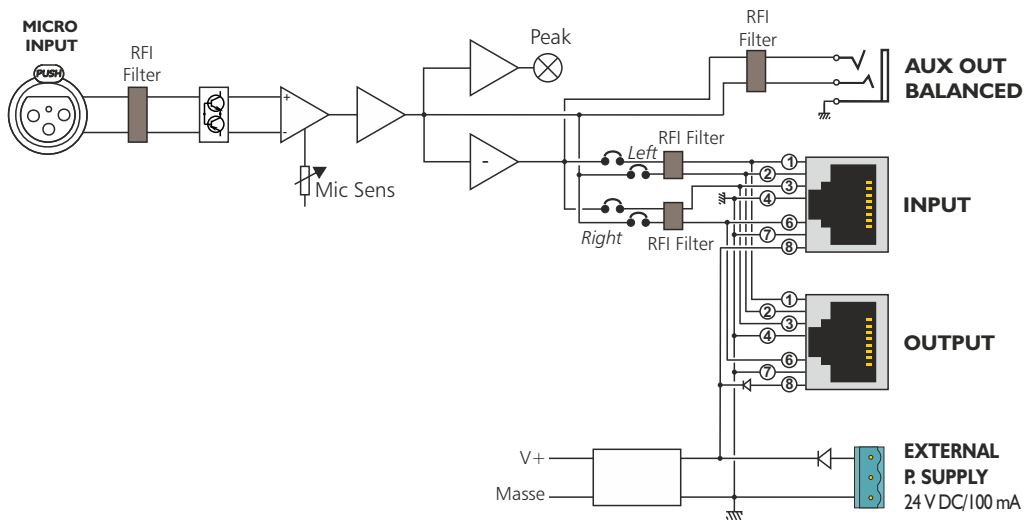 MICRO
INPUT
PUSH
RFI
Filter
+
-
Mic Sens
Peak
-
RFI
Filter
AUX OUT
BALANCED
Left
RFI Filter
Right
RFI Filter
1
2
3
4
6
7
8
INPUT
1
2
3
4
6
7
8
OUTPUT
V+
Masse
EXTERNAL
P. SUPPLY
24 V DC/100 mA